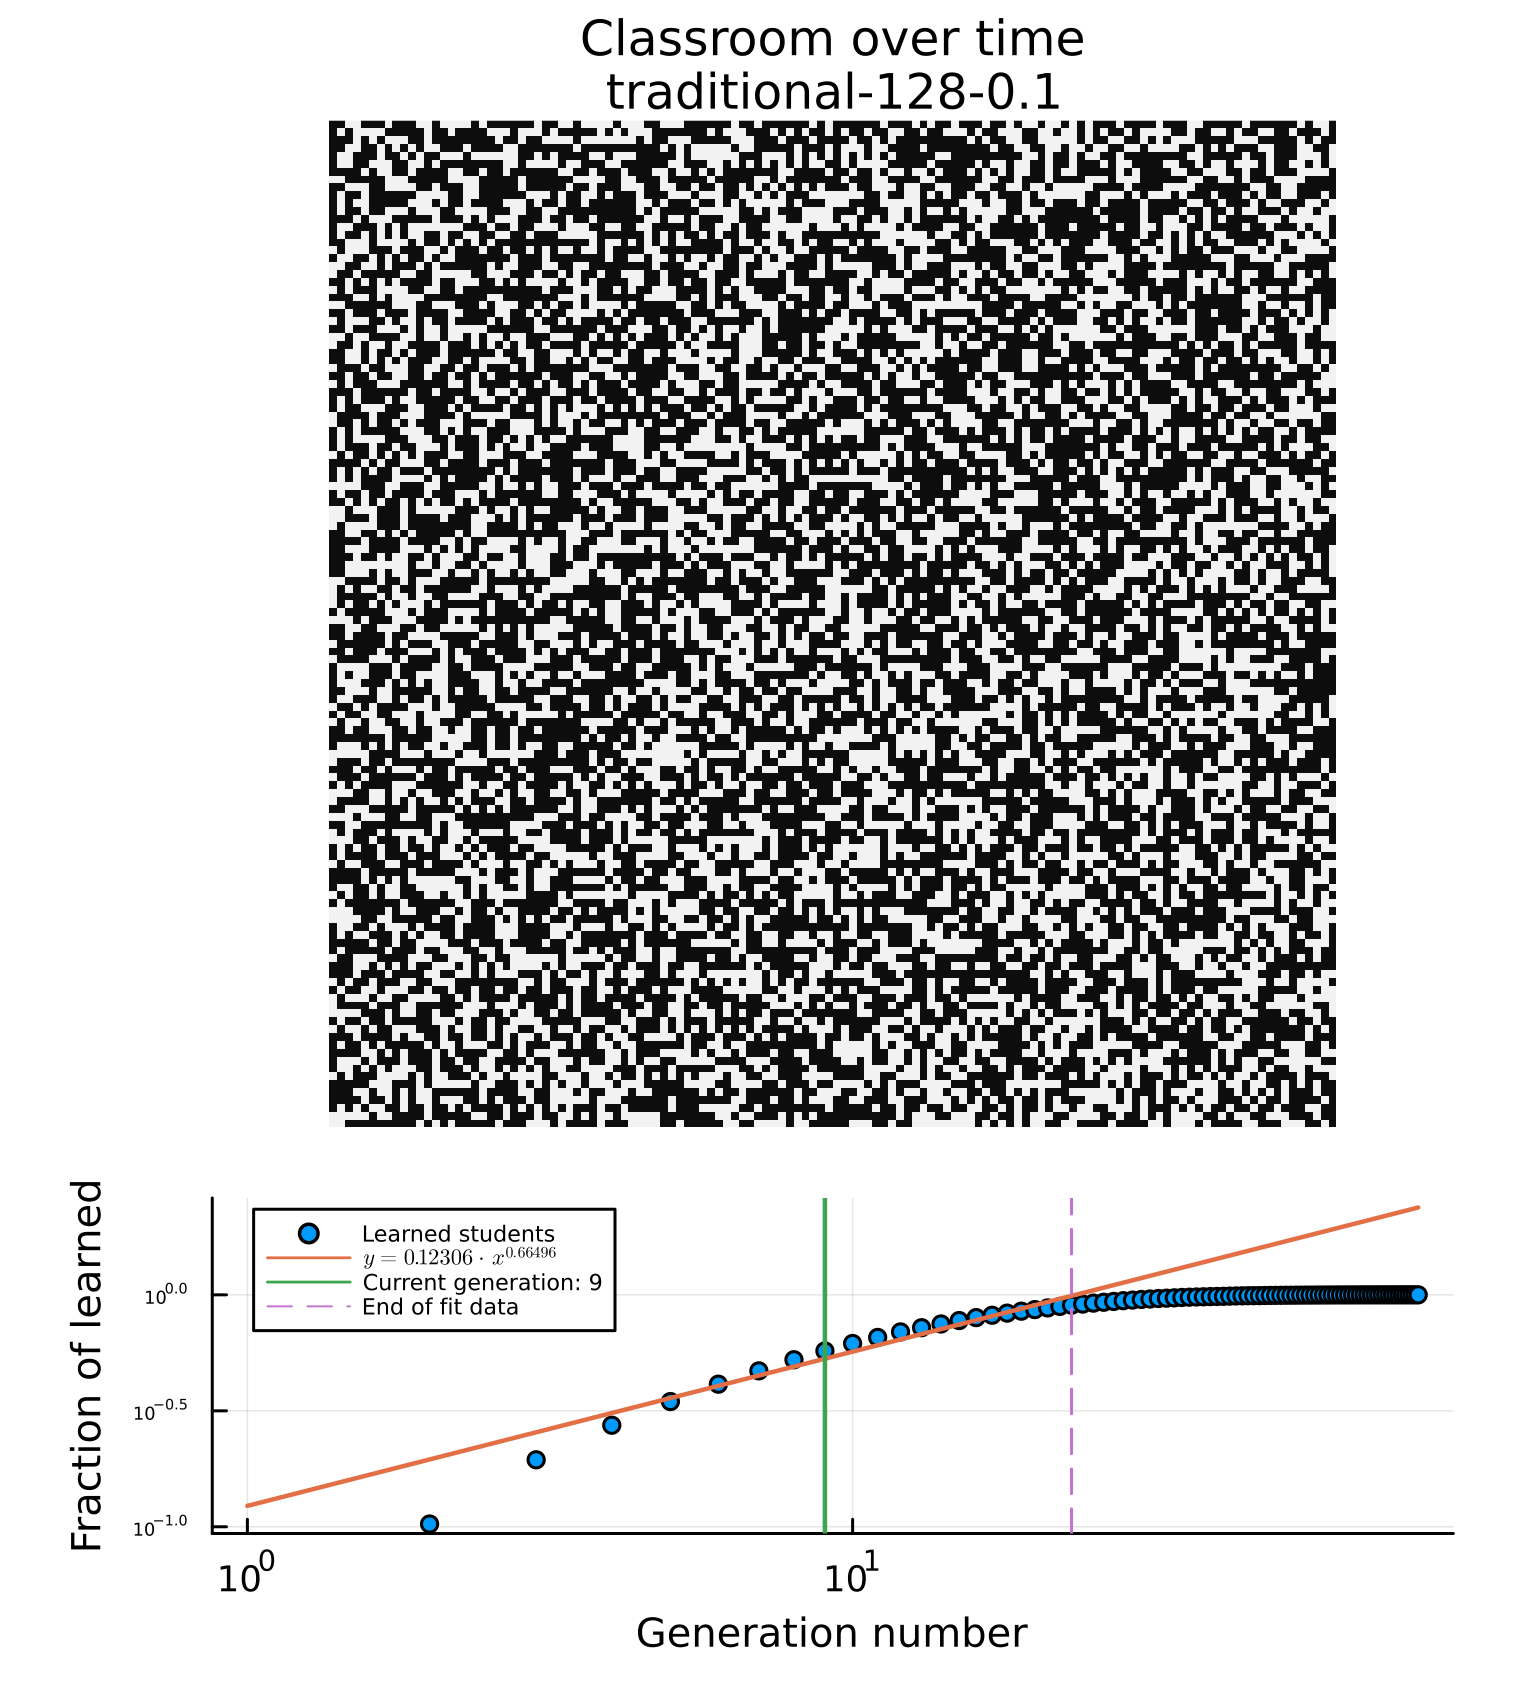 Classroom over time
traditional-128-0.1
Fraction of learned
Learned students
y = 0.12306 · x^0.66496
Current generation: 9
End of fit data
10^0.0
10^−0.5
10^−1.0
10^0
10^1
Generation number